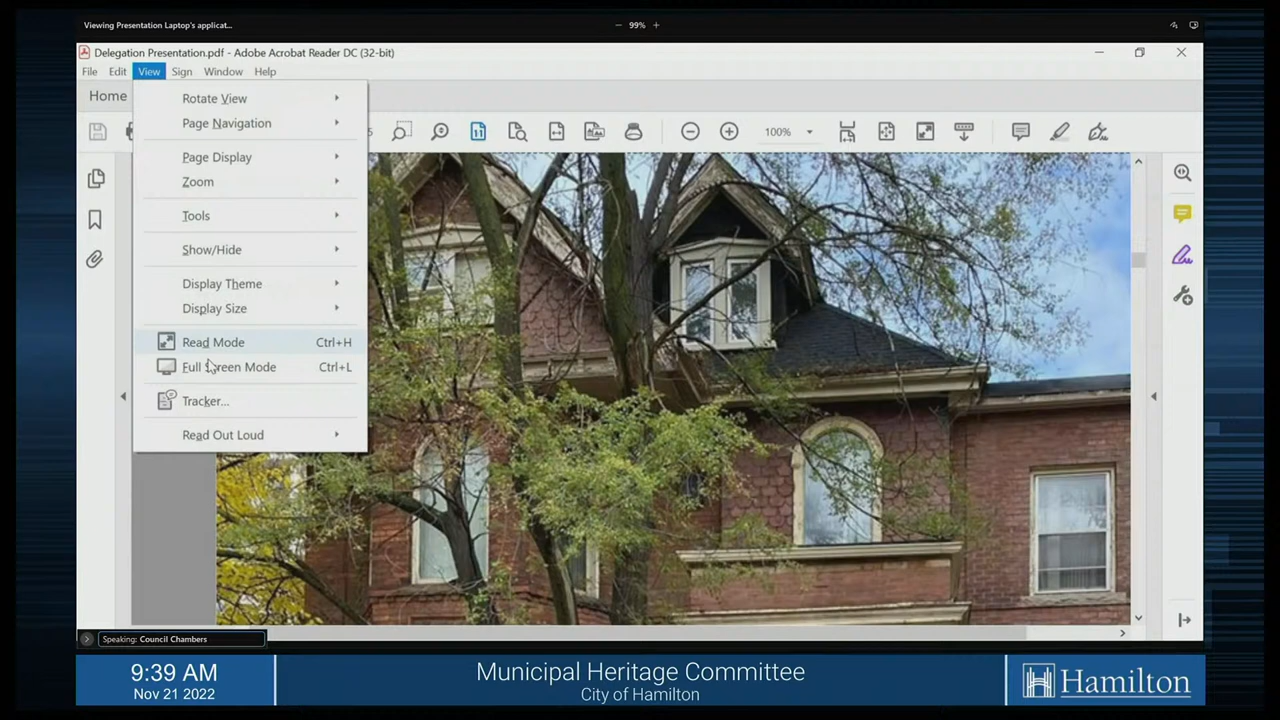 Viewing Presentation Laptop's applicat...
99%
Delegation Presentation.pdf - Adobe Acrobat Reader DC (32-bit)
File Edit View Sign Window Help
Home
100%
Rotate View
Page Navigation
Page Display
Zoom
Tools
Show/Hide
Display Theme
Display Size
Read Mode Ctrl+H
Full Screen Mode Ctrl+L
Tracker...
Read Out Loud
Speaking: Council Chambers
9:39 AM
Nov 21 2022
Municipal Heritage Committee
City of Hamilton
Hamilton